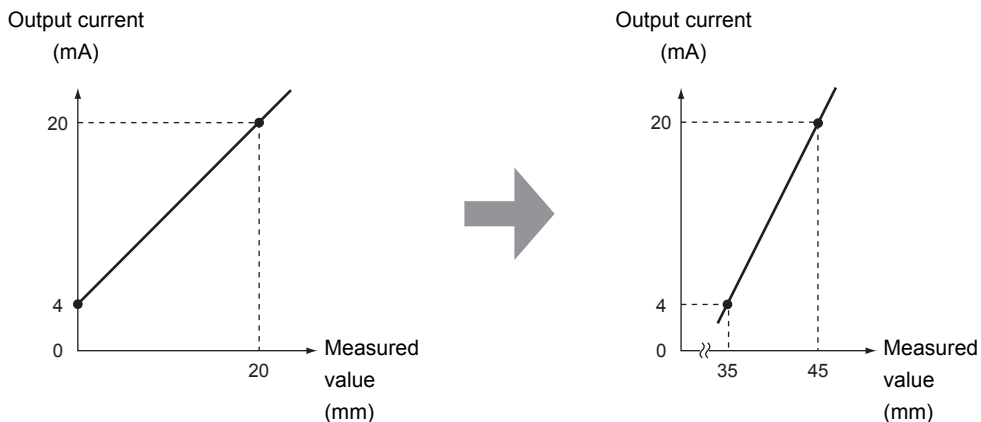 Output current
(mA)
20
4
0
20
Measured
value
(mm)
Output current
(mA)
20
4
0
35
45
Measured
value
(mm)